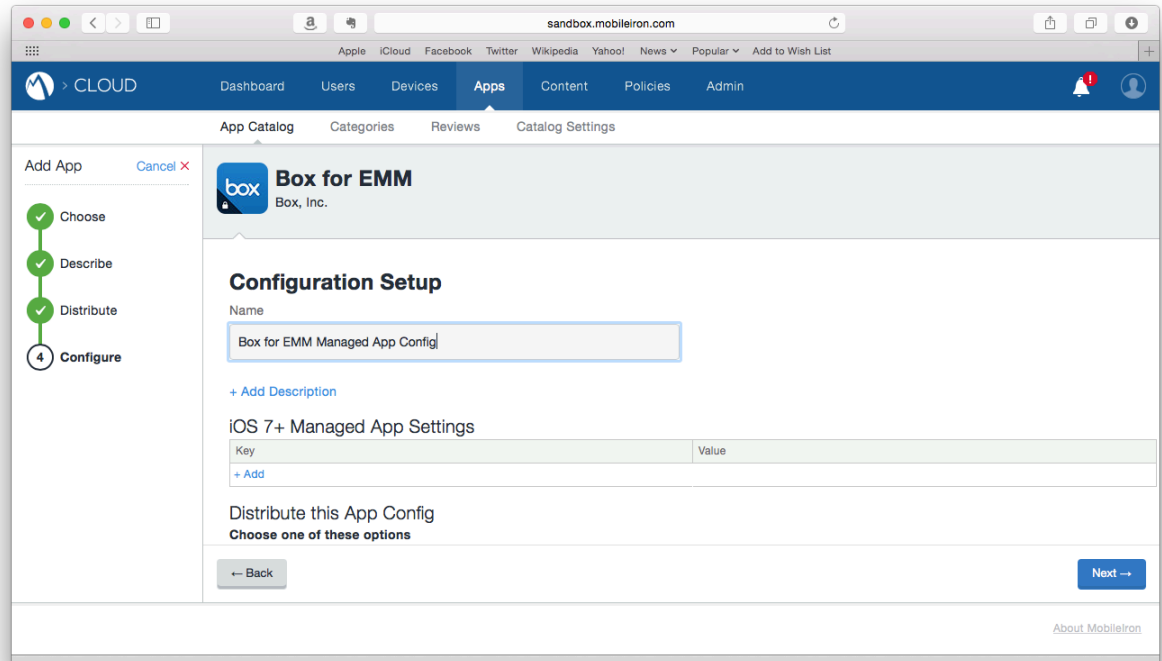 sandbox.mobileiron.com
Apple iCloud Facebook Twitter Wikipedia Yahoo! News Popular Add to Wish List
> CLOUD Dashboard Users Devices Apps Content Policies Admin
App Catalog Categories Reviews Catalog Settings
Add App Cancel ×
Choose
Describe
Distribute
4 Configure
box
Box for EMM
Box, Inc.
Configuration Setup
Name
Box for EMM Managed App Config
+ Add Description
iOS 7+ Managed App Settings
Key Value
+ Add
Distribute this App Config
Choose one of these options
← Back Next →
About MobileIron